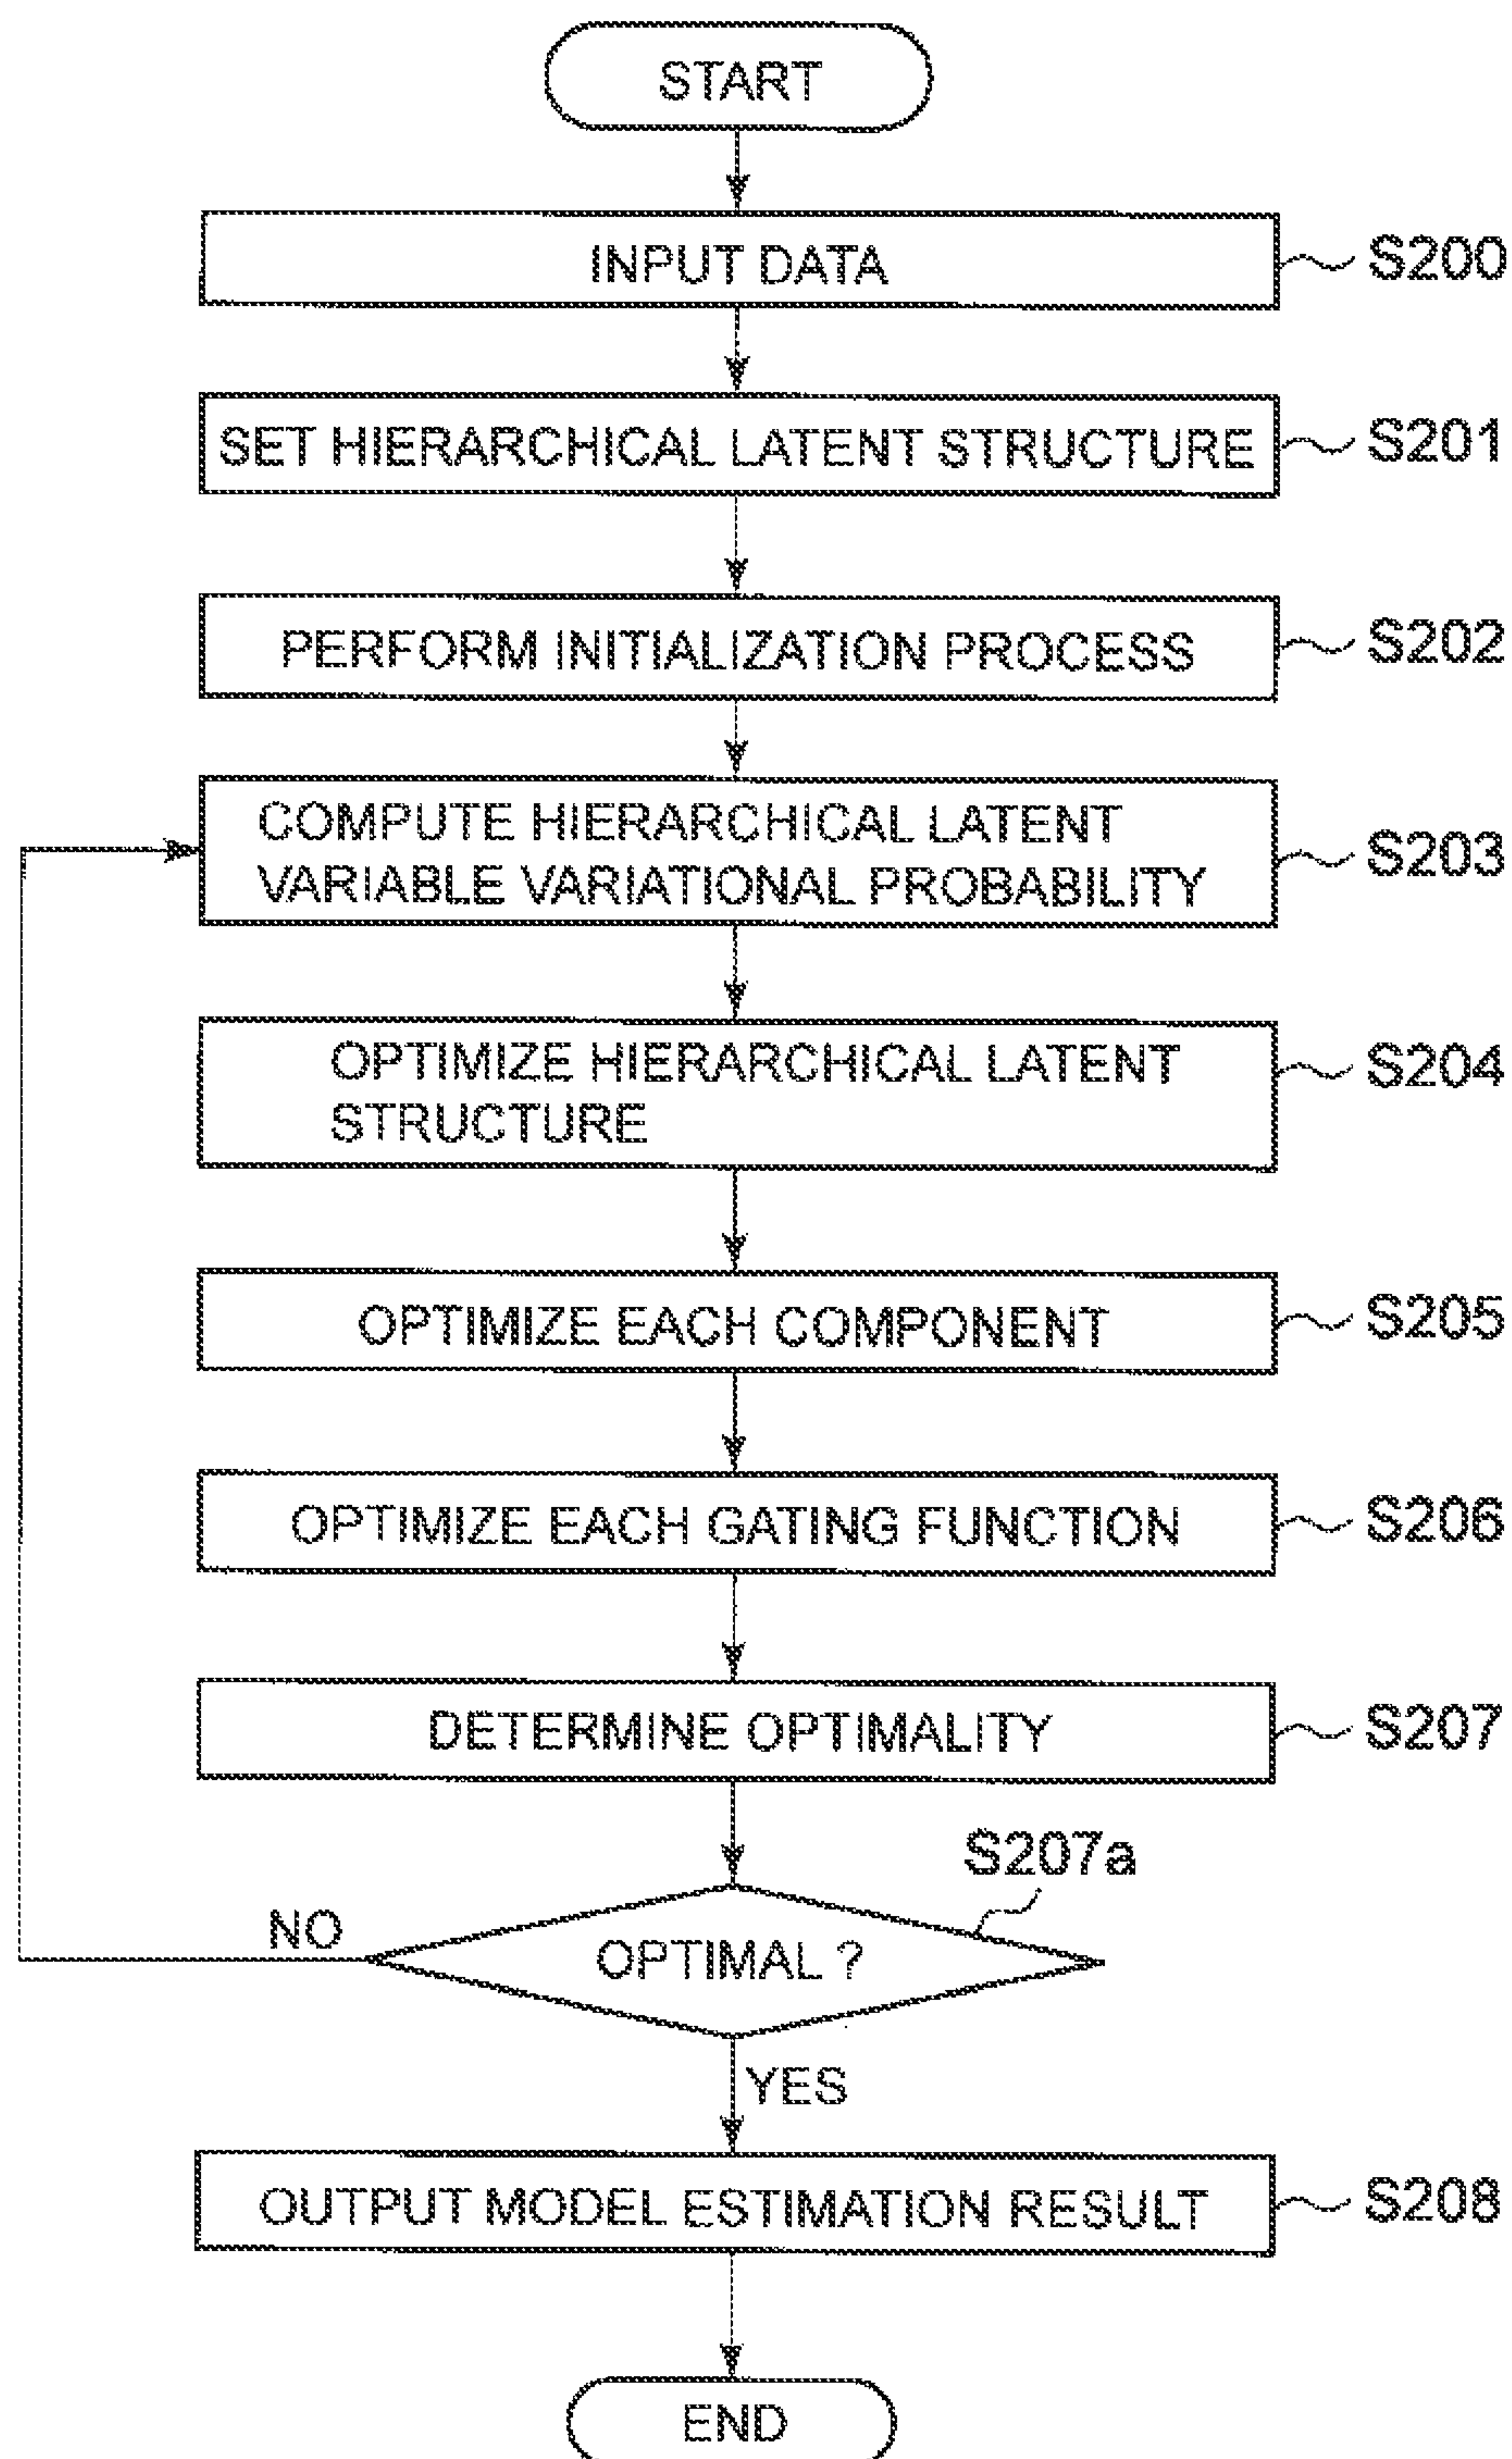 START
INPUT DATA
S200
SET HIERARCHICAL LATENT STRUCTURE
S201
PERFORM INITIALIZATION PROCESS
S202
COMPUTE HIERARCHICAL LATENT
VARIABLE VARIATIONAL PROBABILITY
S203
OPTIMIZE HIERARCHICAL LATENT
STRUCTURE
S204
OPTIMIZE EACH COMPONENT
S205
OPTIMIZE EACH GATING FUNCTION
S206
DETERMINE OPTIMALITY
S207
S207a
NO
OPTIMAL ?
YES
OUTPUT MODEL ESTIMATION RESULT
S208
END